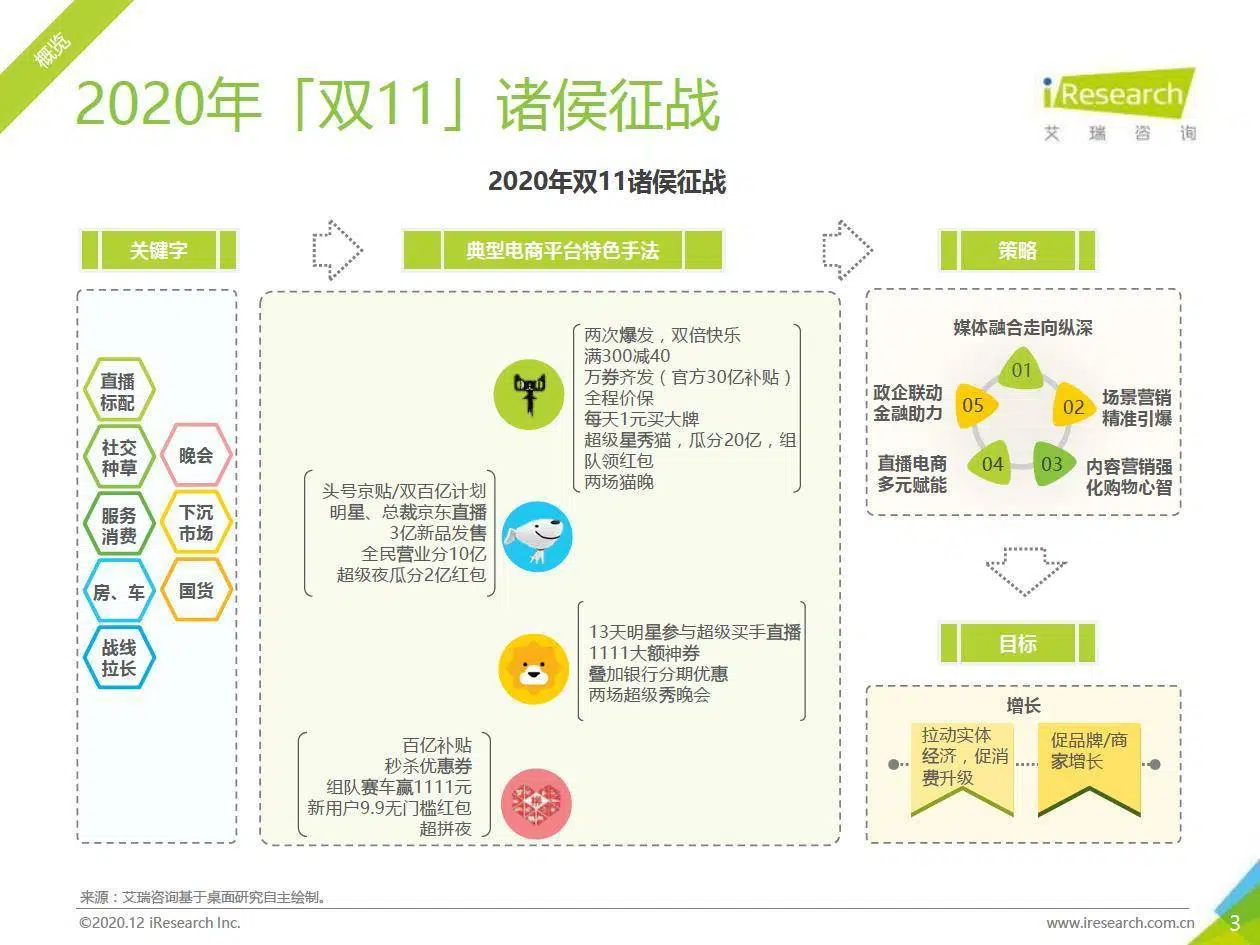 概览
2020年「双11」诸侯征战
iResearch
艾 瑞 咨 询
2020年双11诸侯征战
关键字
典型电商平台特色手法
策略
直播
标配
社交
种草
晚会
服务
消费
下沉
市场
房、车
国货
战线
拉长
两次爆发，双倍快乐
满300减40
万券齐发（官方30亿补贴）
全程价保
每天1元买大牌
超级星秀猫，瓜分20亿，组
队领红包
两场猫晚
头号京贴/双百亿计划
明星、总裁京东直播
3亿新品发售
全民营业分10亿
超级夜瓜分2亿红包
13天明星参与超级买手直播
1111大额神券
叠加银行分期优惠
两场超级秀晚会
百亿补贴
秒杀优惠券
组队赛车赢1111元
新用户9.9无门槛红包
超拼夜
媒体融合走向纵深
01
场景营销
精准引爆
02
内容营销强
化购物心智
03
直播电商
多元赋能
04
政企联动
金融助力
05
目标
增长
拉动实体
经济，促消
费升级
促品牌/商
家增长
来源：艾瑞咨询基于桌面研究自主绘制。
©2020.12 iResearch Inc.
www.iresearch.com.cn
3